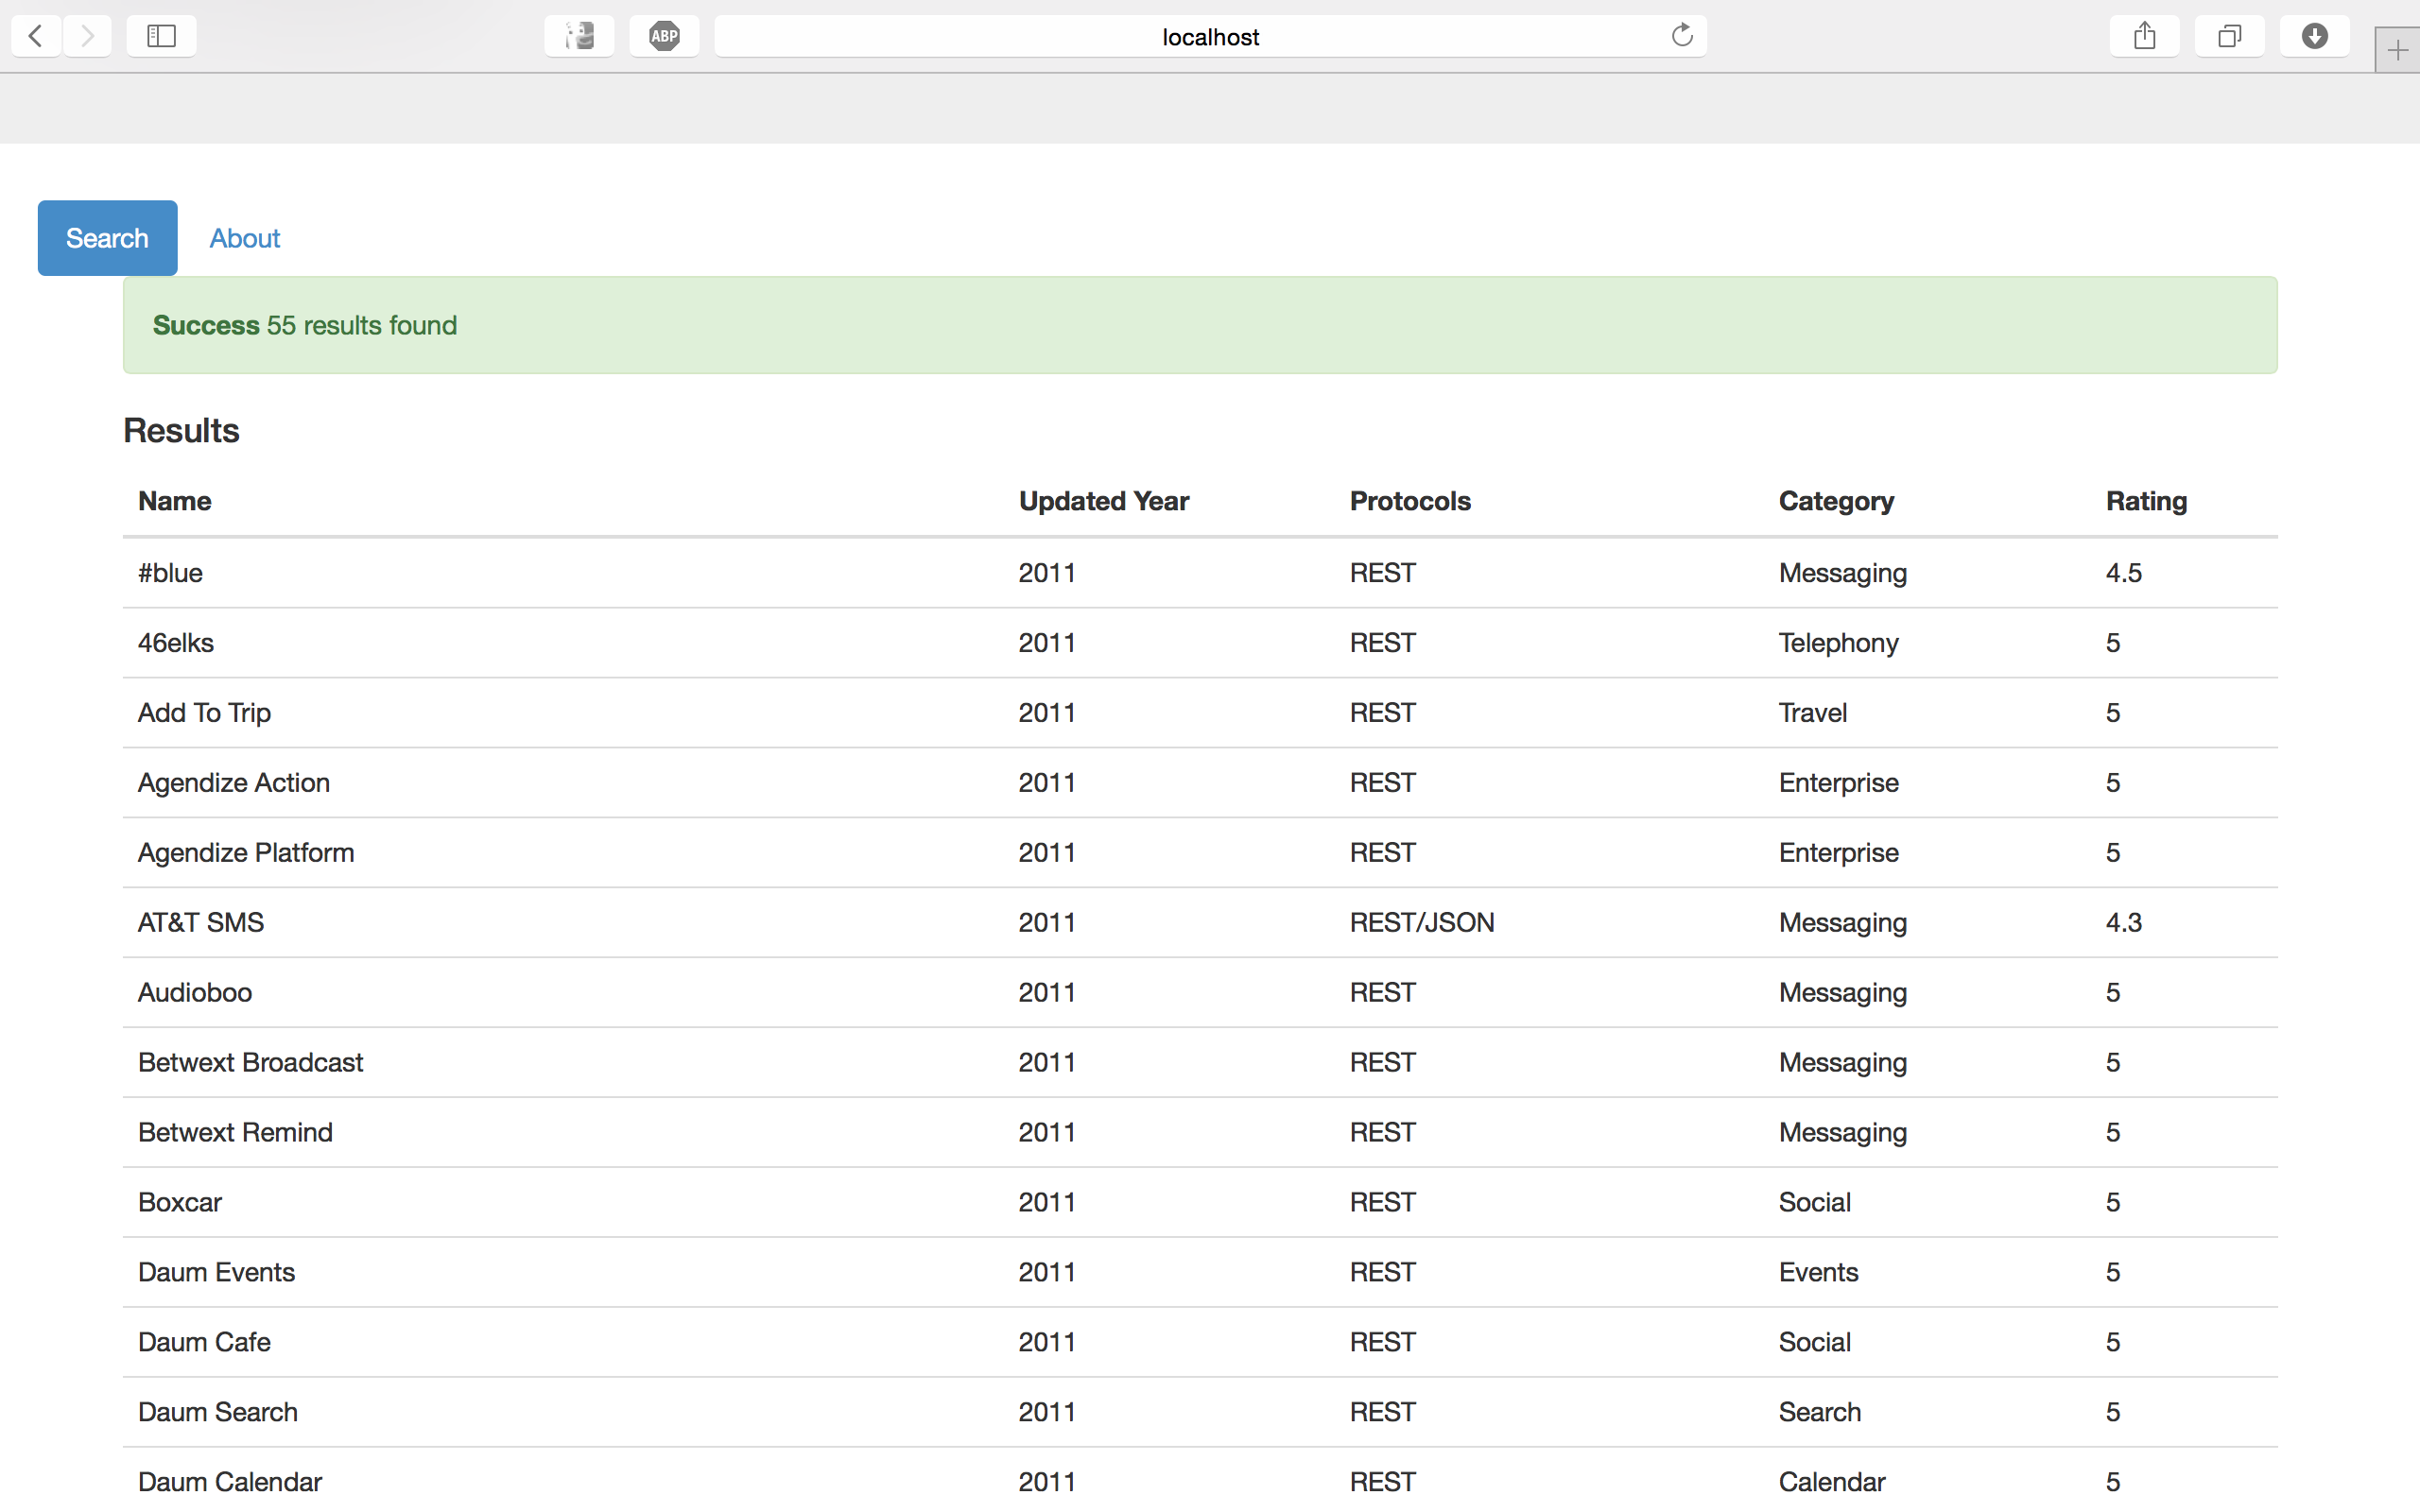 ABP
localhost
Search About
Success 55 results found
Results
Name Updated Year Protocols Category Rating
#blue 2011 REST Messaging 4.5
46elks 2011 REST Telephony 5
Add To Trip 2011 REST Travel 5
Agendize Action 2011 REST Enterprise 5
Agendize Platform 2011 REST Enterprise 5
AT&T SMS 2011 REST/JSON Messaging 4.3
Audioboo 2011 REST Messaging 5
Betwext Broadcast 2011 REST Messaging 5
Betwext Remind 2011 REST Messaging 5
Boxcar 2011 REST Social 5
Daum Events 2011 REST Events 5
Daum Cafe 2011 REST Social 5
Daum Search 2011 REST Search 5
Daum Calendar 2011 REST Calendar 5